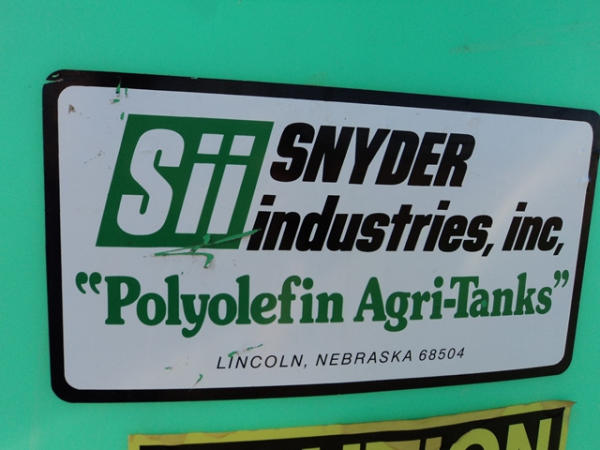 Sii SNYDER
industries, inc,
"Polyolefin Agri-Tanks"
LINCOLN, NEBRASKA 68504